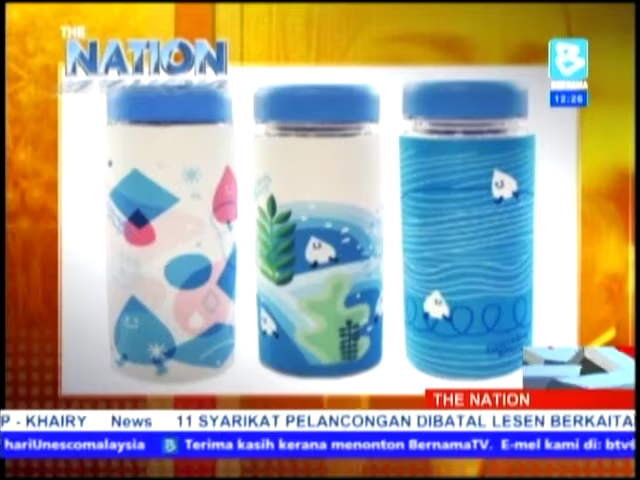 THE
NATION
BERNAMA
12:26
THE NATION
P - KHAIRY News 11 SYARIKAT PELANCONGAN DIBATAL LESEN BERKAITA
hariUnescomalaysia Terima kasih kerana menonton BernamaTV. E-mel kami di: btv@